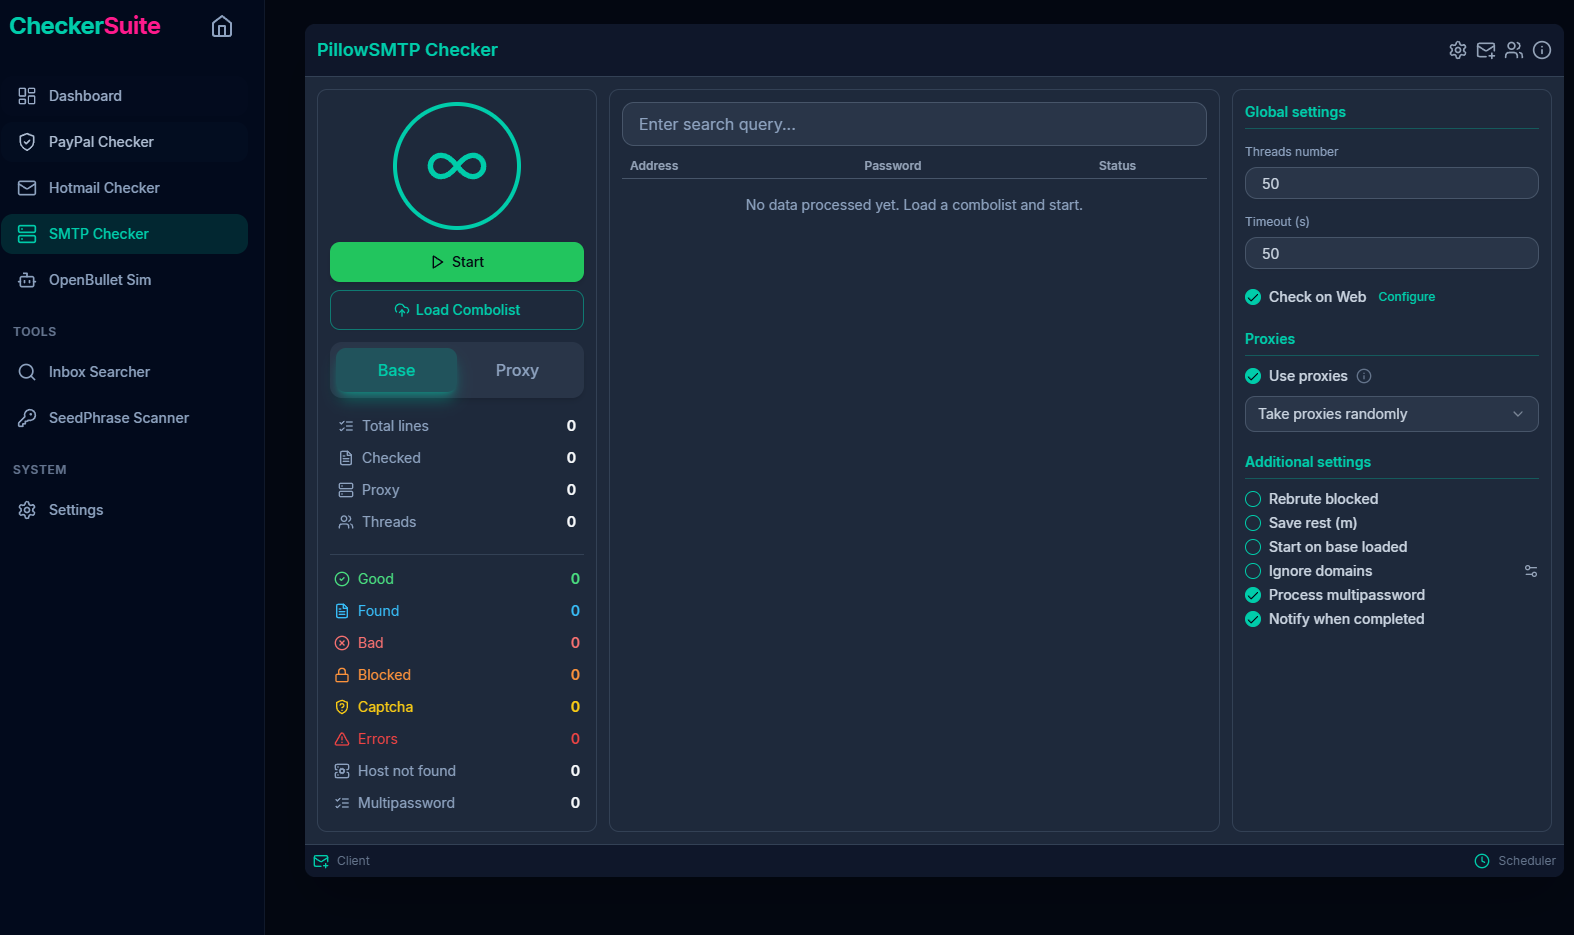 CheckerSuite
Dashboard
PayPal Checker
Hotmail Checker
SMTP Checker
OpenBullet Sim
TOOLS
Inbox Searcher
SeedPhrase Scanner
SYSTEM
Settings
PillowSMTP Checker
Start
Load Combolist
Base Proxy
Total lines 0
Checked 0
Proxy 0
Threads 0
Good 0
Found 0
Bad 0
Blocked 0
Captcha 0
Errors 0
Host not found 0
Multipassword 0
Enter search query...
Address Password Status
No data processed yet. Load a combolist and start.
Global settings
Threads number
50
Timeout (s)
50
Check on Web Configure
Proxies
Use proxies
Take proxies randomly
Additional settings
Rebrute blocked
Save rest (m)
Start on base loaded
Ignore domains
Process multipassword
Notify when completed
Client
Scheduler